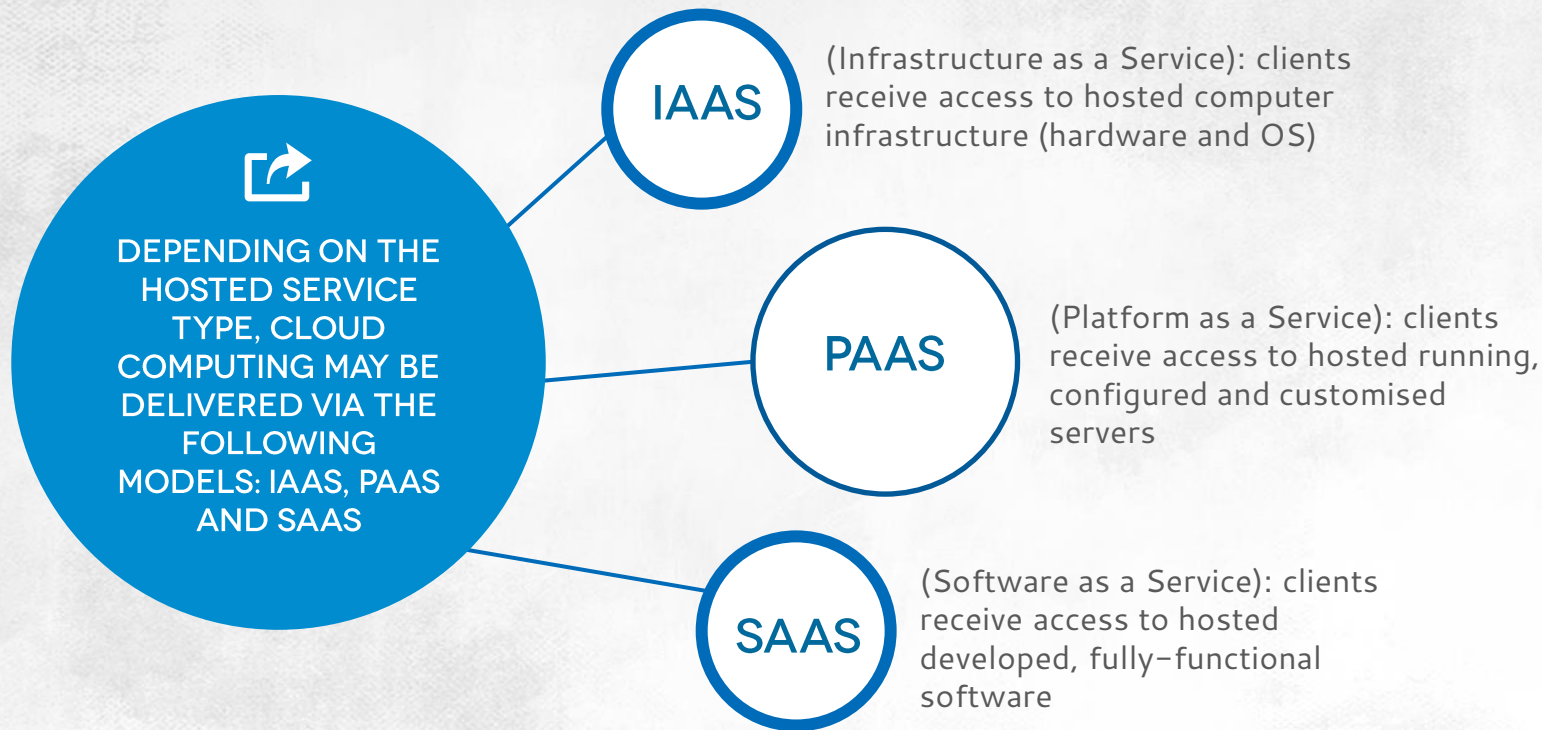 DEPENDING ON THE
HOSTED SERVICE
TYPE, CLOUD
COMPUTING MAY BE
DELIVERED VIA THE
FOLLOWING
MODELS: IAAS, PAAS
AND SAAS
IAAS
(Infrastructure as a Service): clients
receive access to hosted computer
infrastructure (hardware and OS)
PAAS
(Platform as a Service): clients
receive access to hosted running,
configured and customised
servers
SAAS
(Software as a Service): clients
receive access to hosted
developed, fully-functional
software